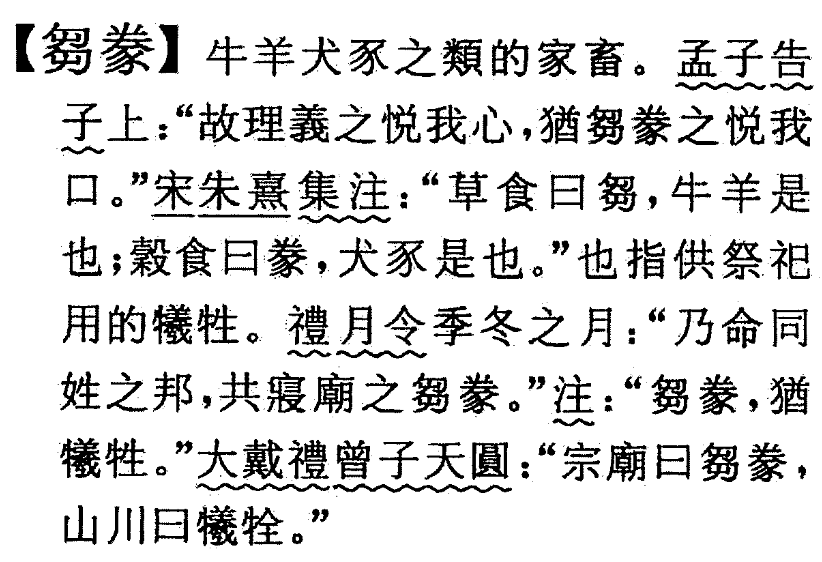 【芻豢】牛羊犬豕之類的家畜。孟子告
子上：“故理義之悦我心，猶芻豢之悦我
口。”宋朱熹集注：“草食曰芻，牛羊是
也；穀食曰豢，犬豕是也。”也指供祭祀
用的犧牲。禮月令季冬之月：“乃命同
姓之邦，共寢廟之芻豢。”注：“芻豢，猶
犧牲。”大戴禮曾子天圓：“宗廟曰芻豢，
山川曰犧牷。”